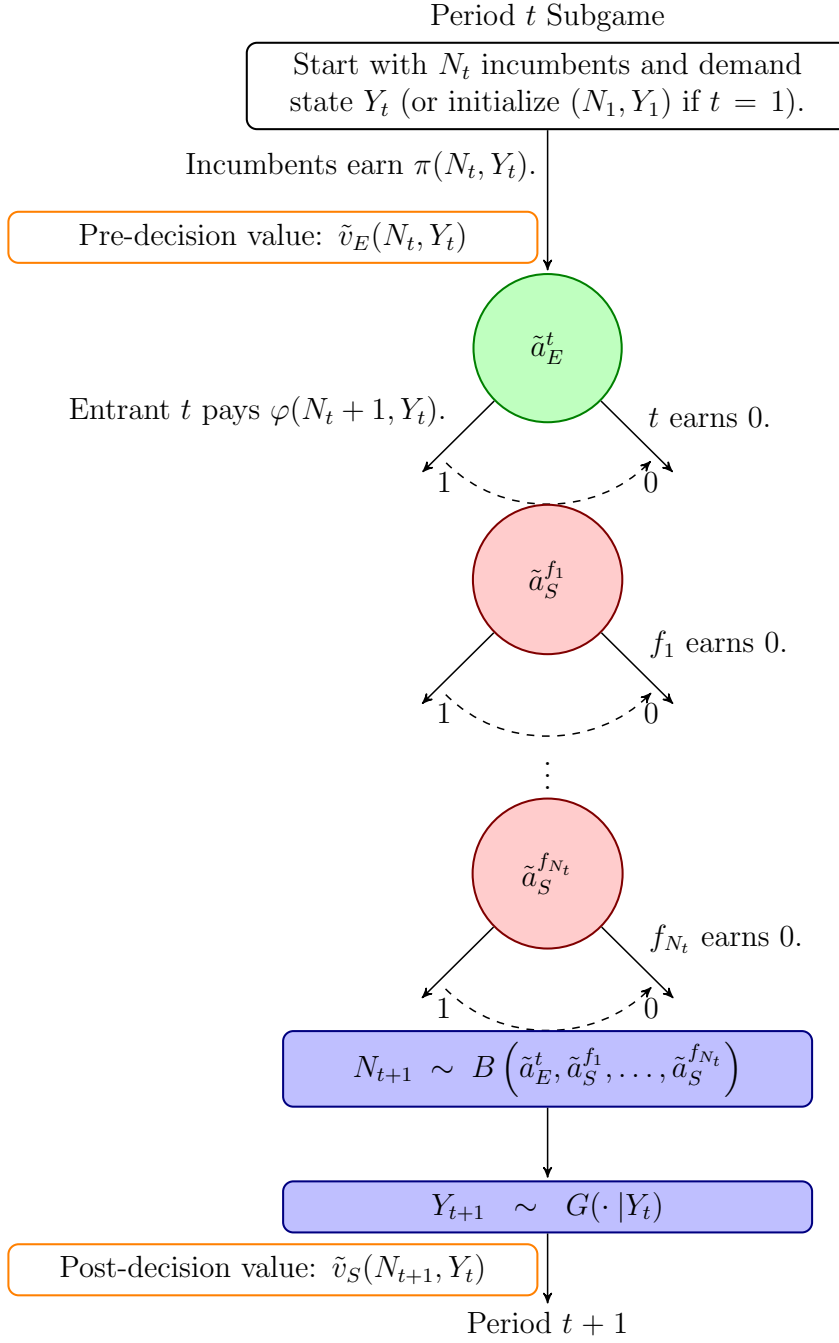 Period t Subgame
Start with N_t incumbents and demand
state Y_t (or initialize (N_1, Y_1) if t = 1).
Incumbents earn π(N_t, Y_t).
Pre-decision value: ṽ_E(N_t, Y_t)
ã_E^t
Entrant t pays φ(N_t + 1, Y_t).
t earns 0.
1
0
ã_S^{f_1}
f_1 earns 0.
1
0
⋮
ã_S^{f_{N_t}}
f_{N_t} earns 0.
1
0
N_{t+1} ∼ B(ã_E^t, ã_S^{f_1}, . . . , ã_S^{f_{N_t}})
Y_{t+1} ∼ G(· |Y_t)
Post-decision value: ṽ_S(N_{t+1}, Y_t)
Period t + 1